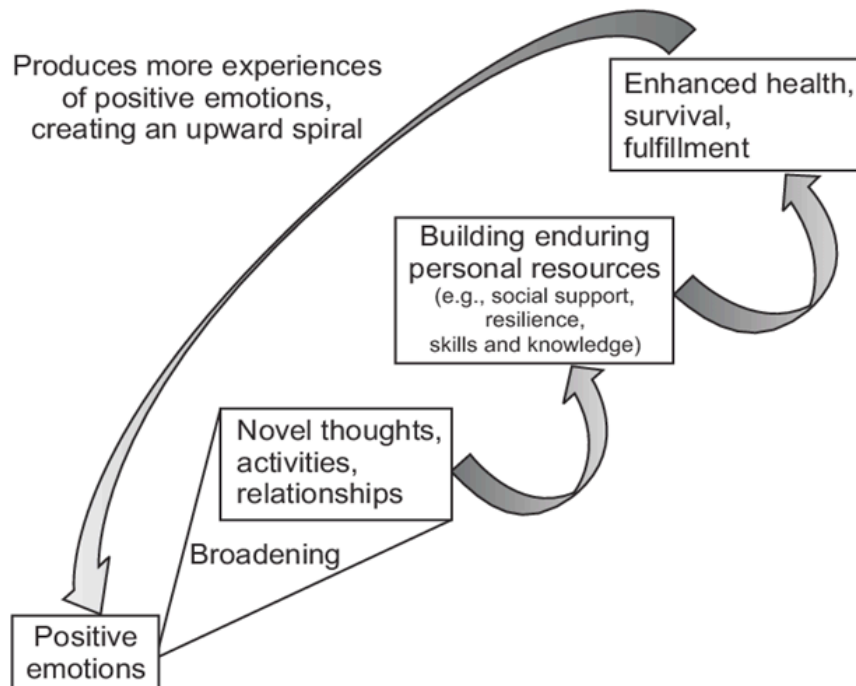 Produces more experiences
of positive emotions,
creating an upward spiral
Enhanced health,
survival,
fulfillment
Building enduring
personal resources
(e.g., social support,
resilience,
skills and knowledge)
Novel thoughts,
activities,
relationships
Broadening
Positive
emotions